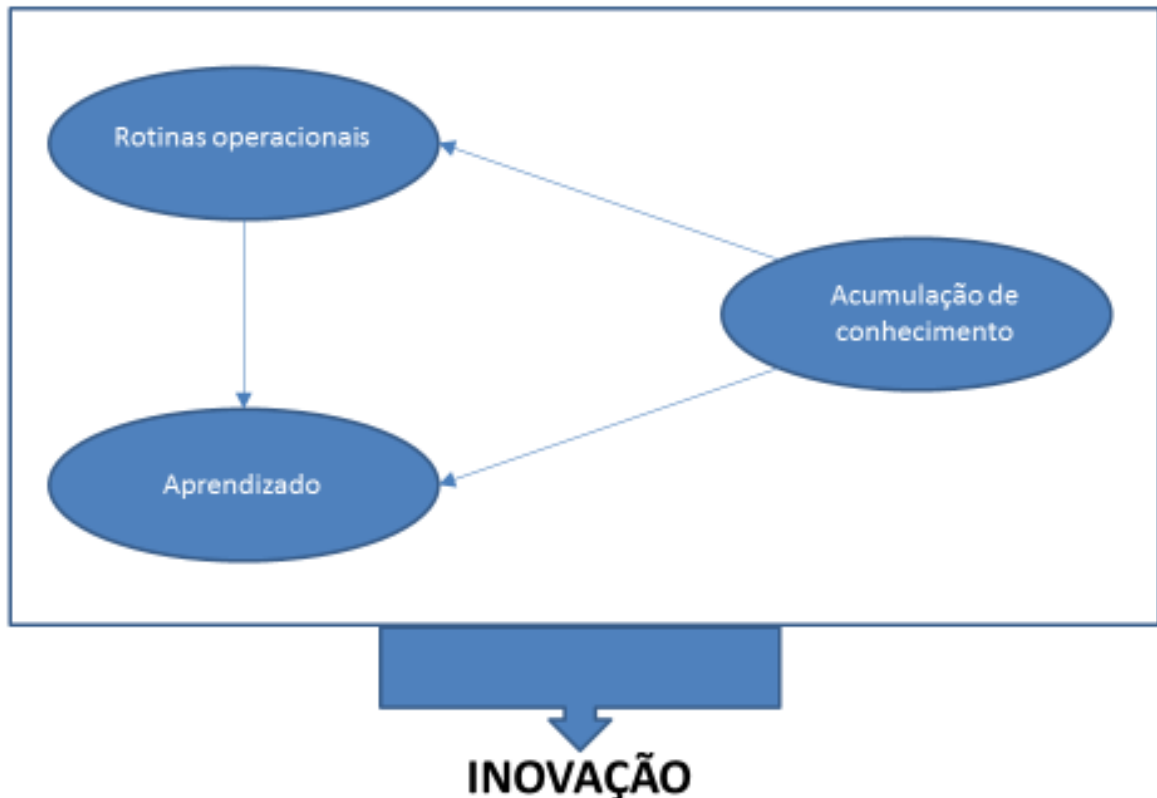 Rotinas operacionais
Acumulação de
conhecimento
Aprendizado
INOVAÇÃO